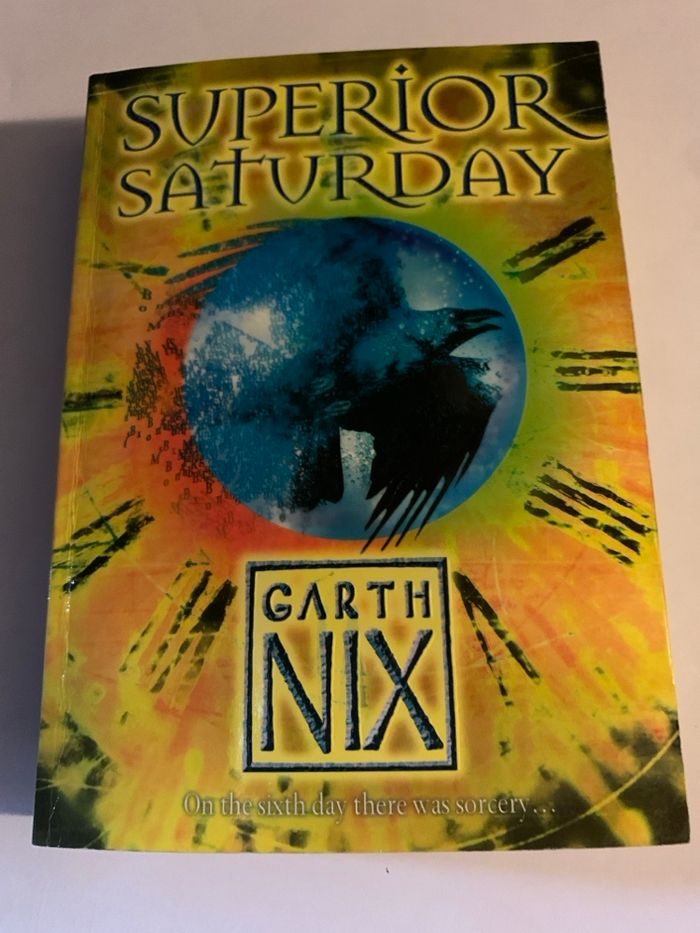 SUPERIOR
SATURDAY
GARTH
NIX
On the sixth day there was sorcery...